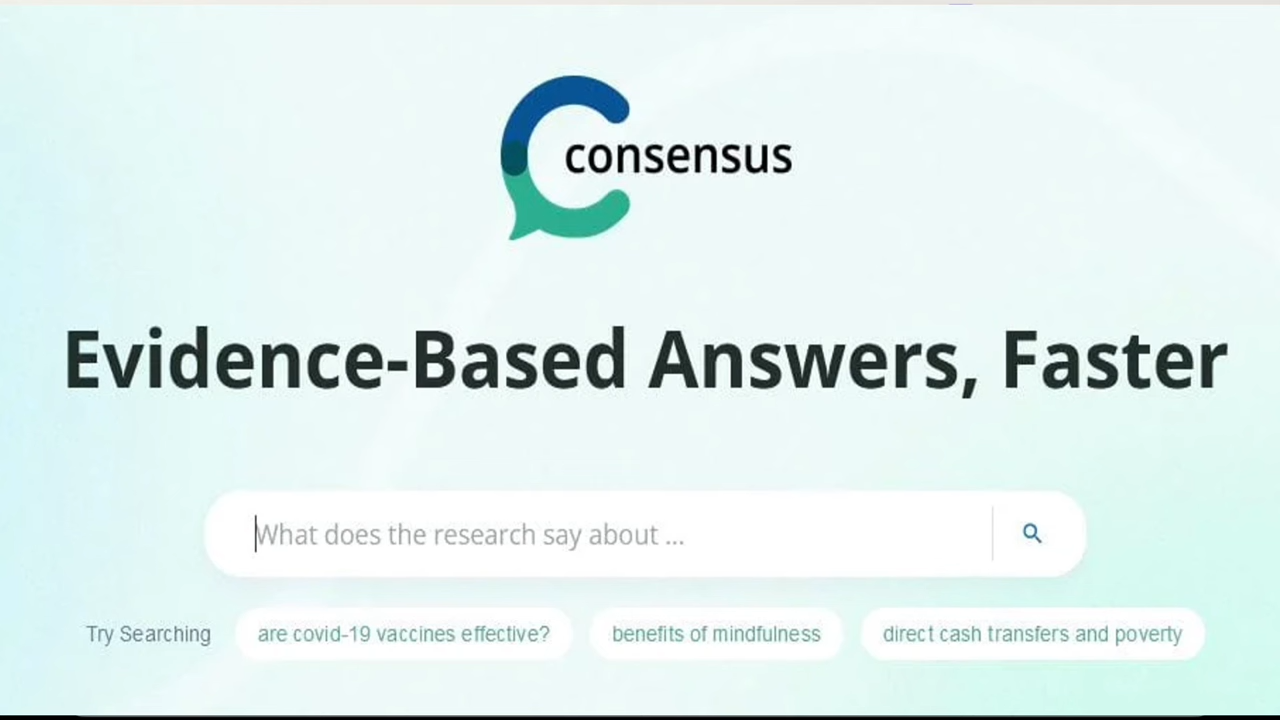 consensus
Evidence-Based Answers, Faster
What does the research say about ...
Try Searching are covid-19 vaccines effective? benefits of mindfulness direct cash transfers and poverty